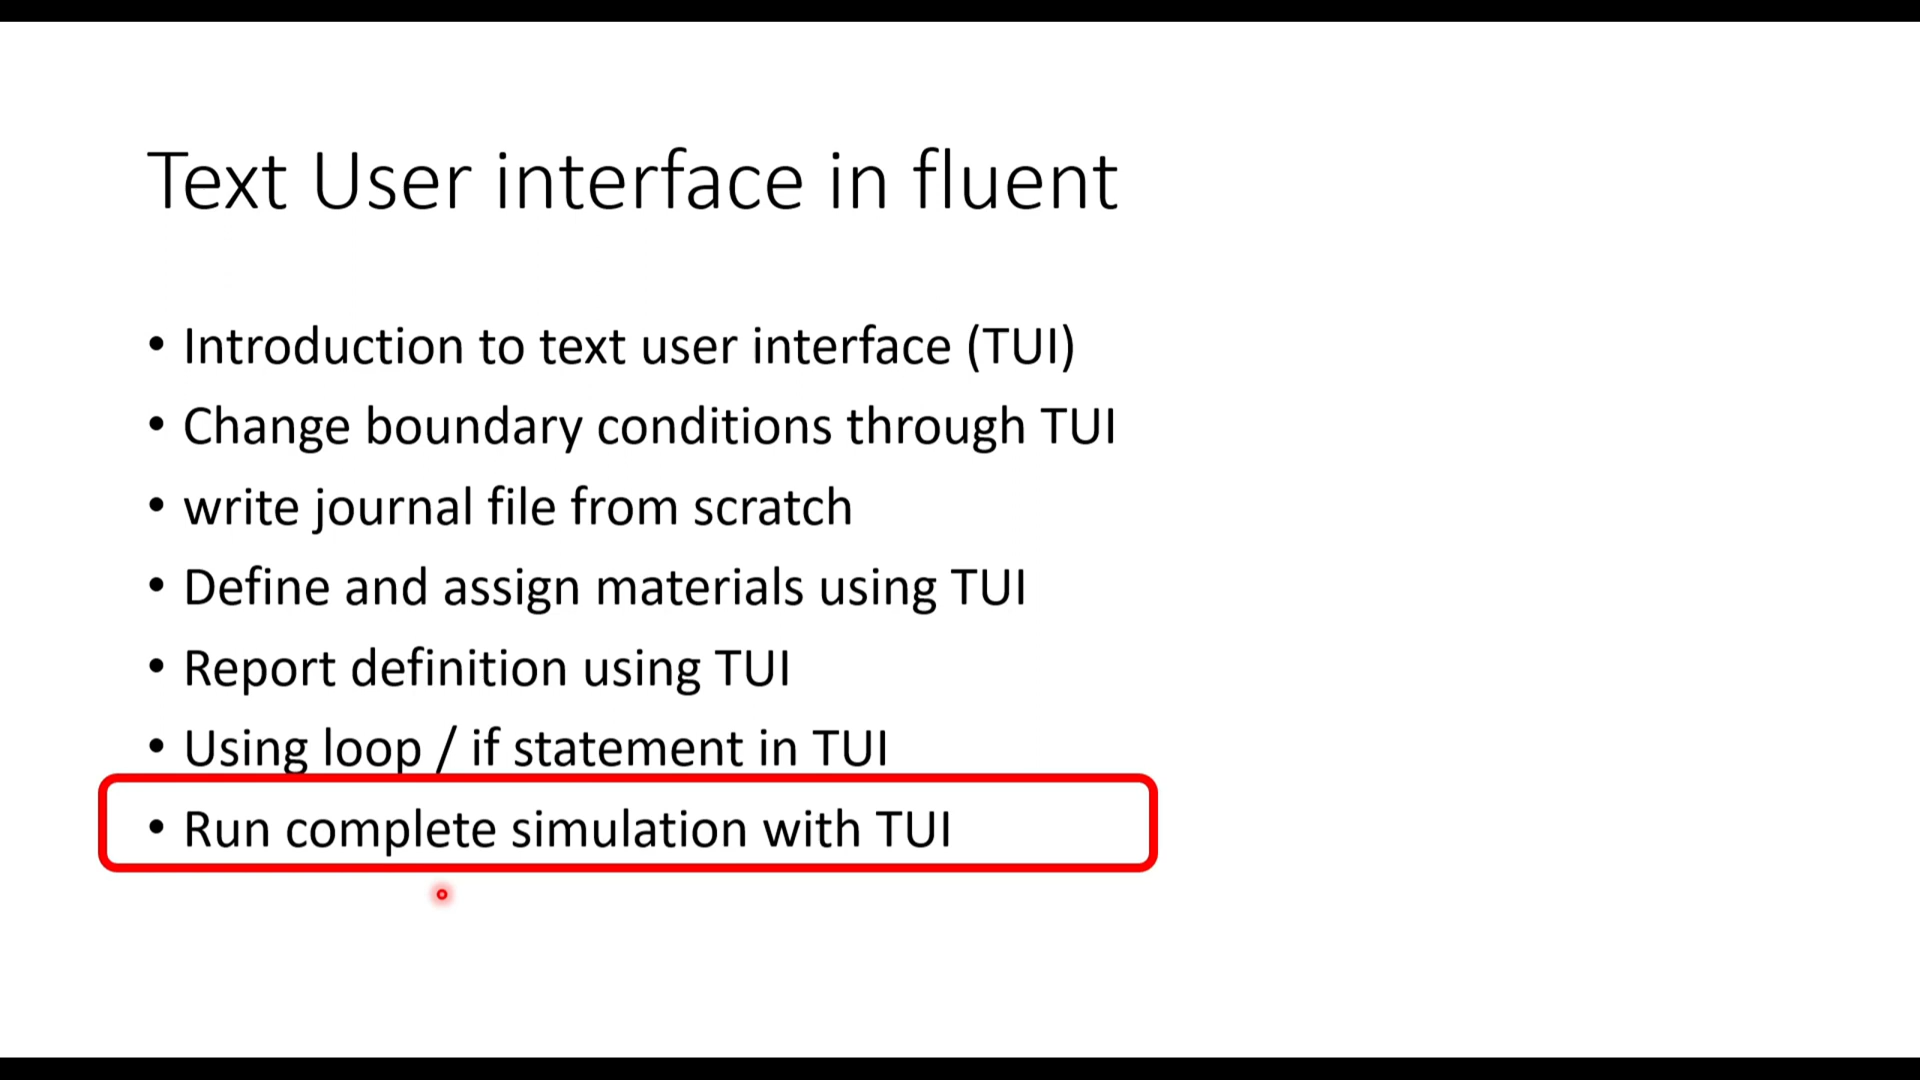 Text User interface in fluent
• Introduction to text user interface (TUI)
• Change boundary conditions through TUI
• write journal file from scratch
• Define and assign materials using TUI
• Report definition using TUI
• Using loop / if statement in TUI
• Run complete simulation with TUI